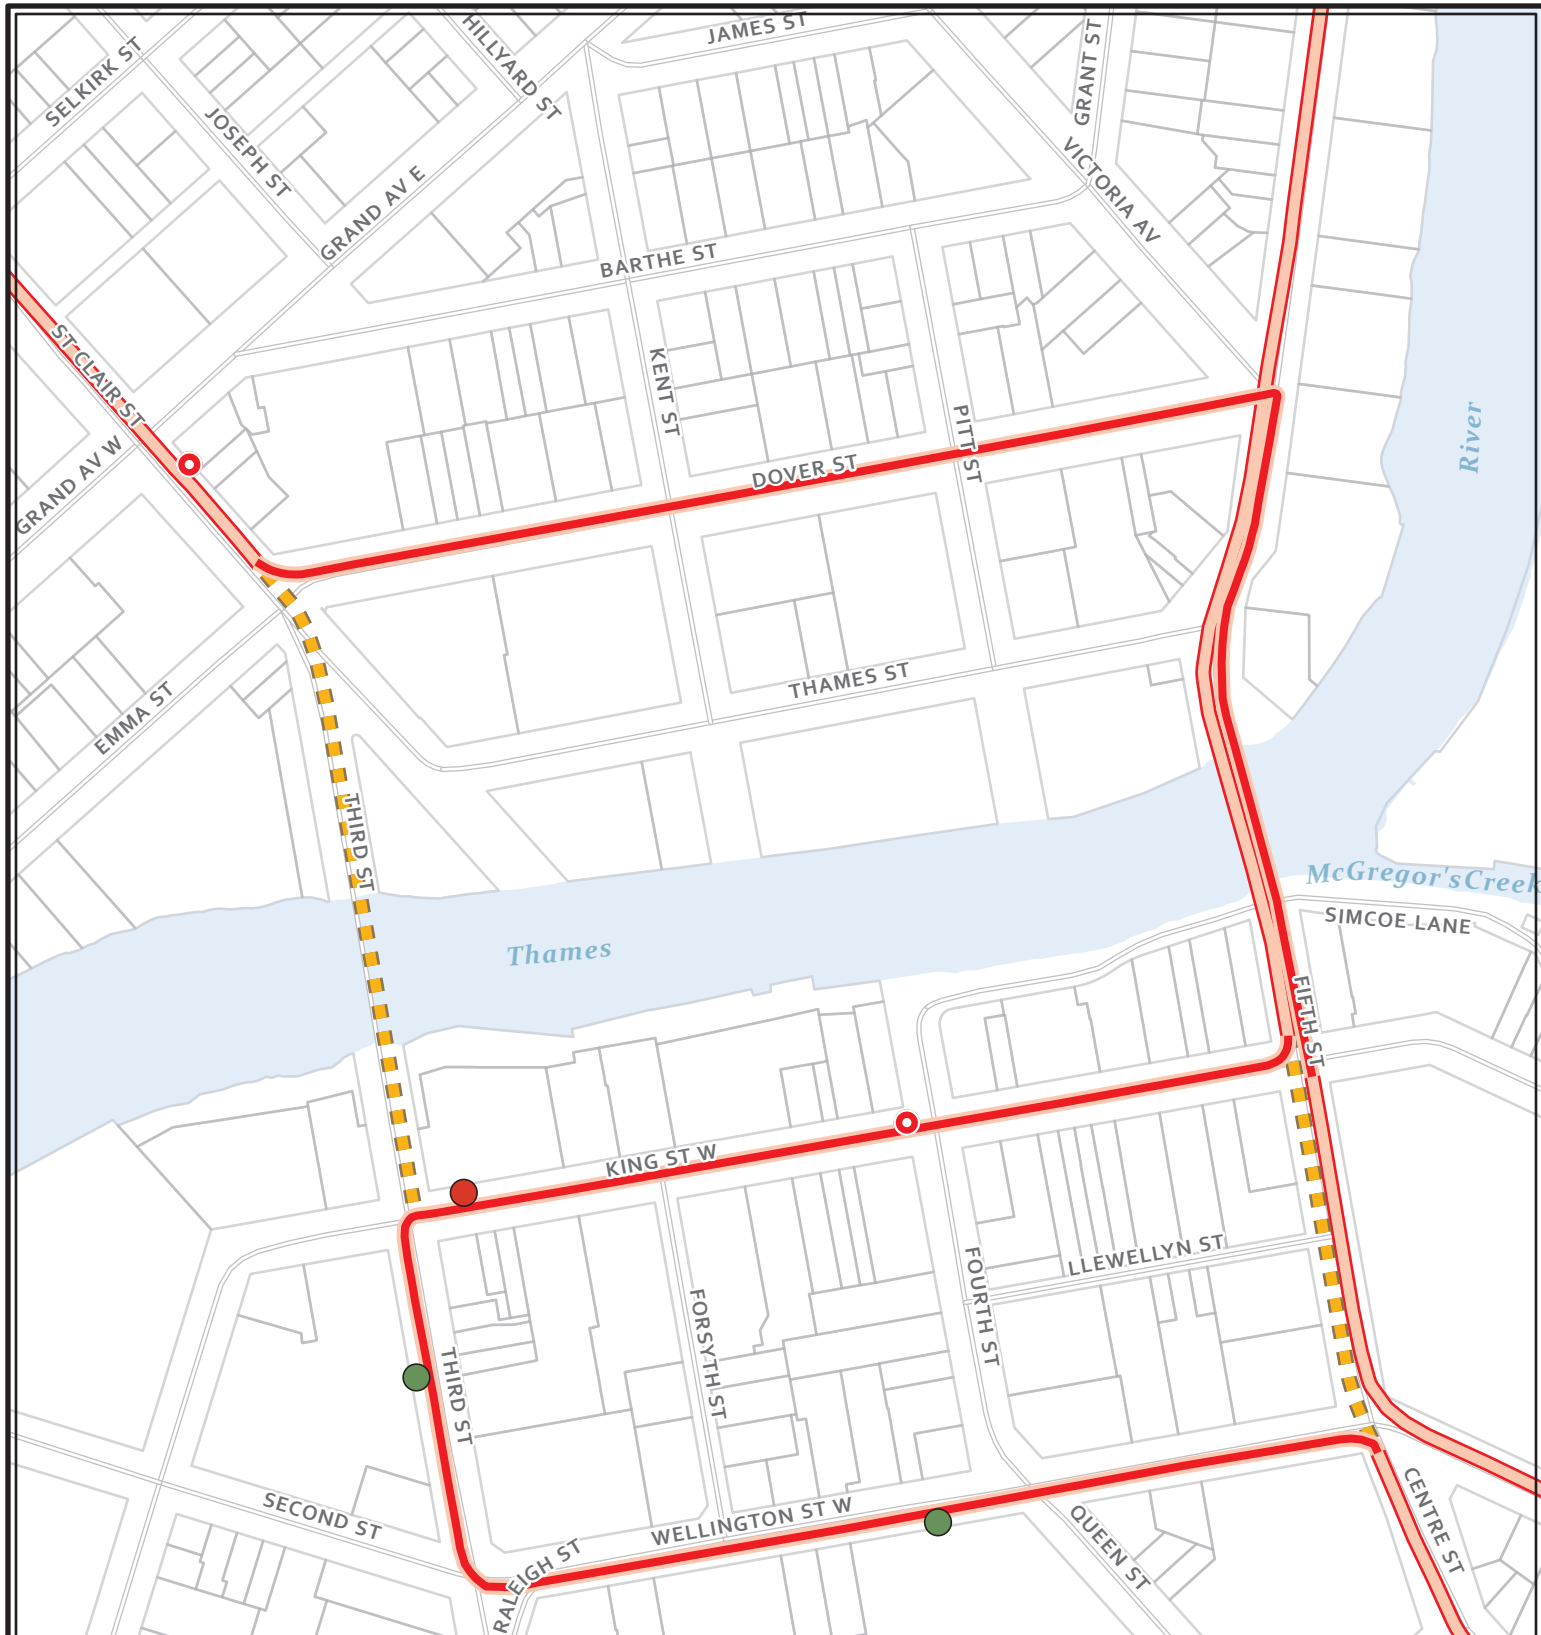 JAMES ST
HILLYARD ST
GRANT ST
SELKIRK ST
JOSEPH ST
GRAND AV E
VICTORIA AV
BARTHE ST
ST CLAIR ST
KENT ST
PITT ST
GRAND AV W
DOVER ST
River
THAMES ST
EMMA ST
THIRD ST
McGregor's Creek
SIMCOE LANE
Thames
FIFTH ST
KING ST W
LLEWELLYN ST
FOURTH ST
FORSYTH ST
THIRD ST
SECOND ST
WELLINGTON ST W
RALEIGH ST
QUEEN ST
CENTRE ST